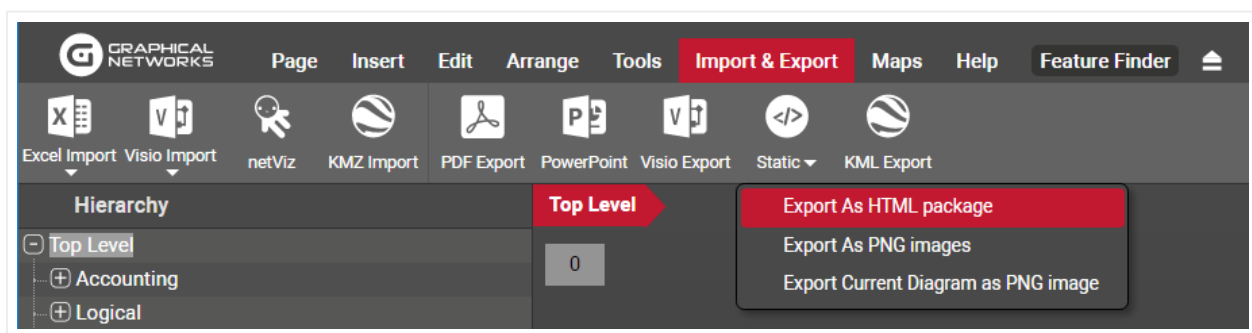 GRAPHICAL
NETWORKS
Page Insert Edit Arrange Tools Import & Export Maps Help Feature Finder
Excel Import Visio Import netViz KMZ Import PDF Export PowerPoint Visio Export Static KML Export
Hierarchy
Top Level
Export As HTML package
Top Level
Export As PNG images
0
Accounting
Export Current Diagram as PNG image
Logical